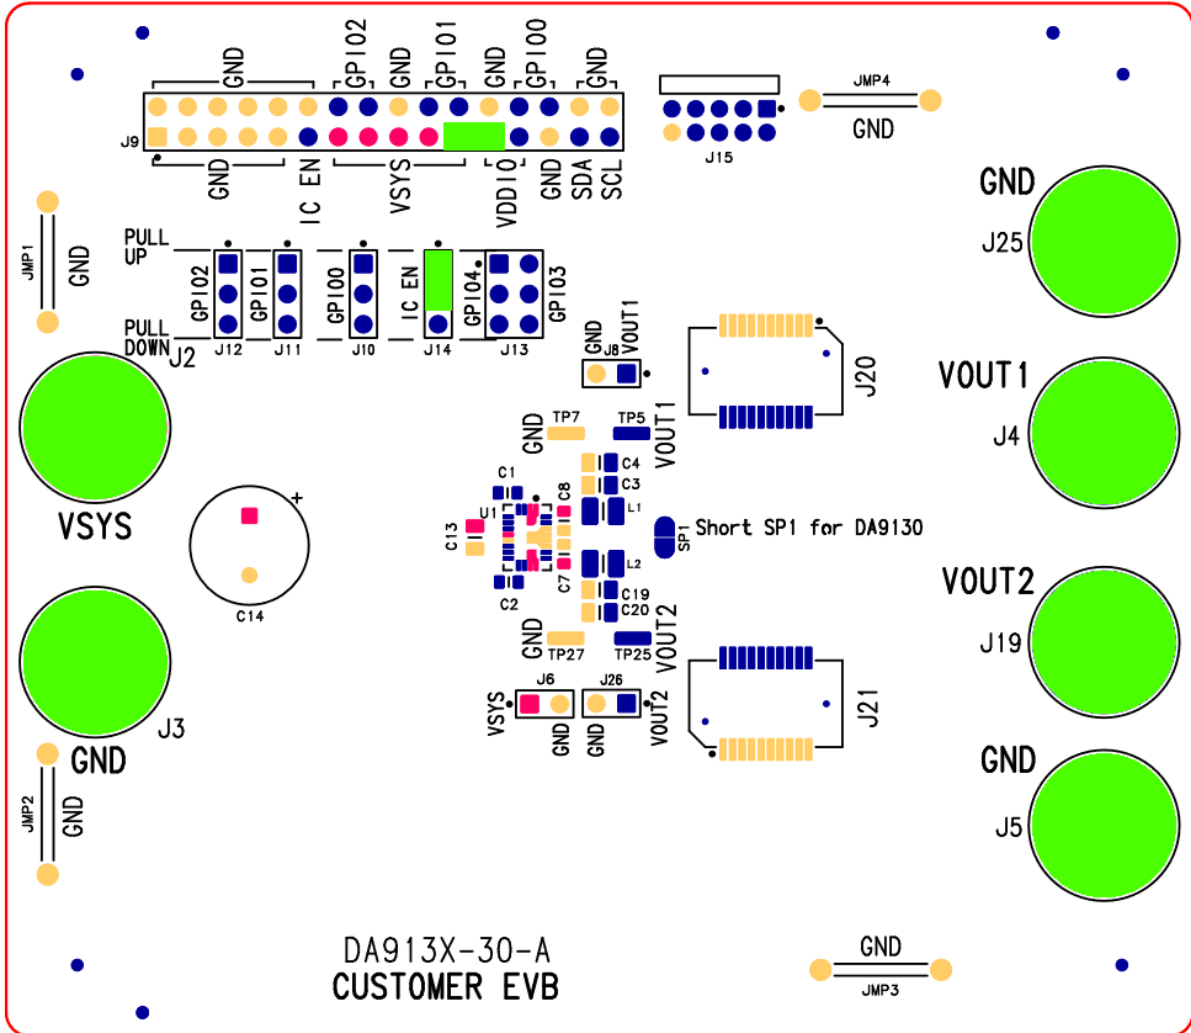 GND
GPIO2
GND
GPIO1
GND
GPIO0
GND
J9
GND
IC EN
VSYS
VDDIO
GND
SDA
SCL
J15
JMP4
GND
GND
J25
JMP1
GND
PULL
UP
PULL
DOWN
GPIO2
J12
GPIO1
J11
GPIO0
J10
IC EN
J14
GPIO4
J13
GPIO3
J2
VSYS
GND
J8
VOUT1
J20
VOUT1
J4
GND
TP7
TP5
VOUT1
C4
C3
C1
C8
U1
L1
C13
SP1
Short SP1 for DA9130
C7
L2
C2
C19
C20
+
C14
GND
TP27
TP25
VOUT2
VOUT2
J19
J6
VSYS
GND
J26
GND
VOUT2
J21
J3
GND
GND
J5
JMP2
GND
DA913X-30-A
CUSTOMER EVB
GND
JMP3